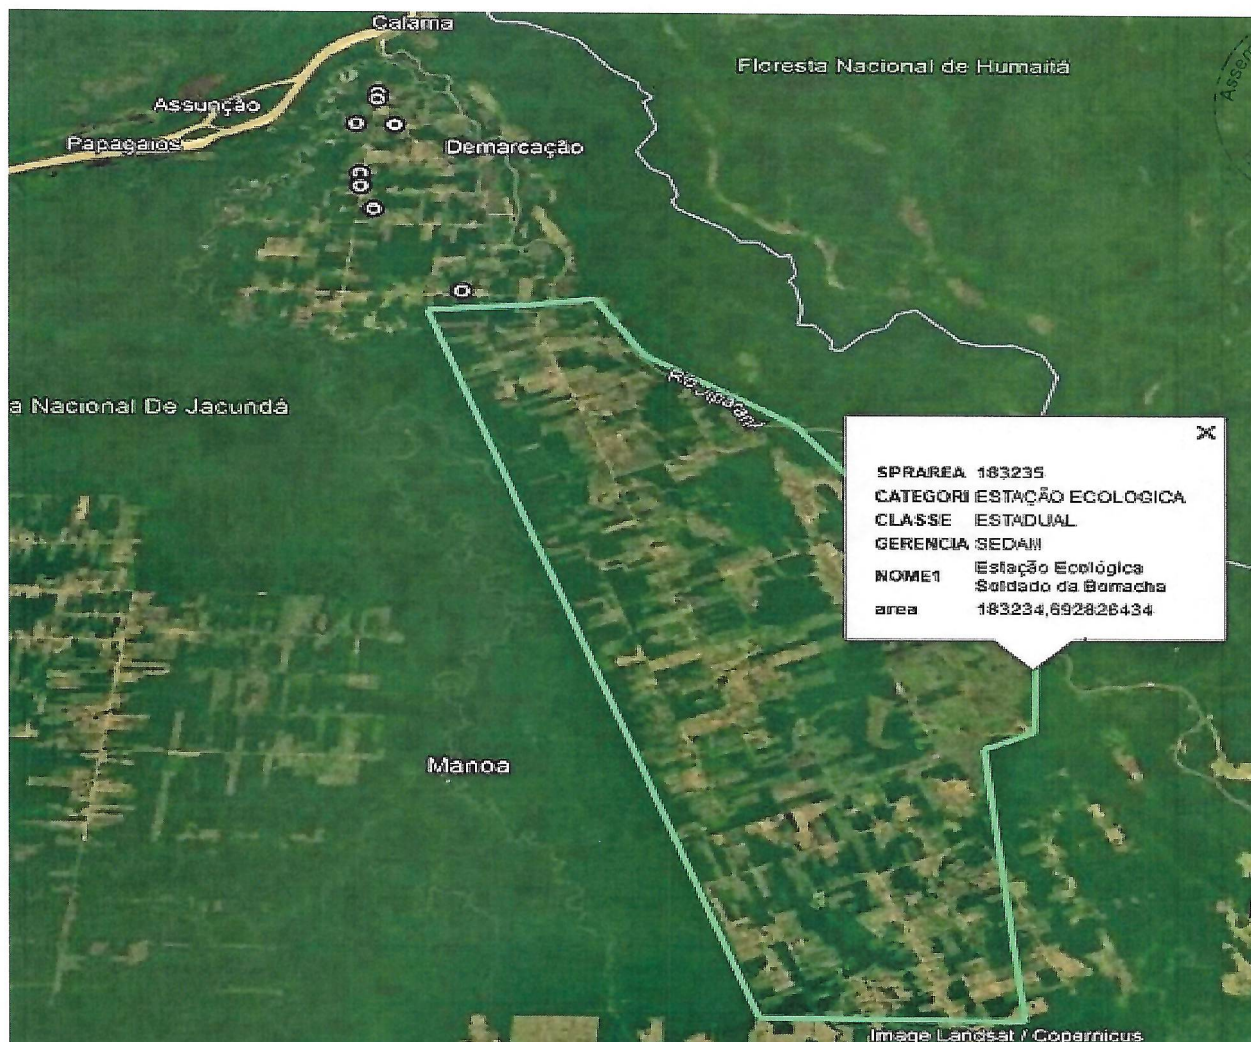 Calama
Floresta Nacional de Humaitá
Assunção
Papagaios
Demarcação
a Nacional De Jacundá
SPRAREA 183235
CATEGORI ESTAÇÃO ECOLOGICA
CLASSE ESTADUAL
GERENCIA SEDAM
NOME1 Estação Ecológica
Soldado da Borracha
area 183234,692826434
Manoa
Image Landsat / Copernicus